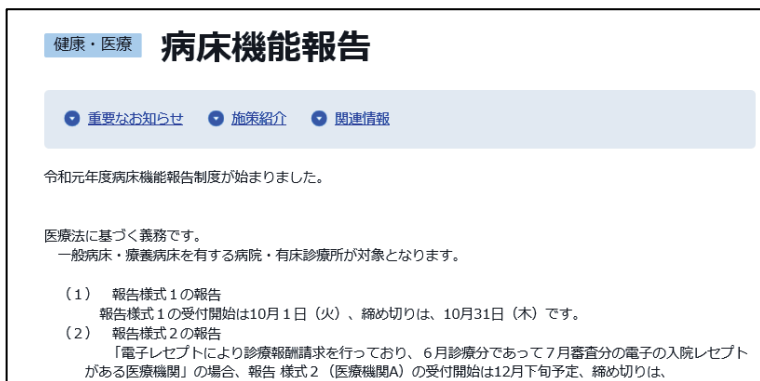 健康・医療 病床機能報告
重要なお知らせ 施策紹介 関連情報
令和元年度病床機能報告制度が始まりました。
医療法に基づく義務です。
一般病床・療養病床を有する病院・有床診療所が対象となります。
（１） 報告様式１の報告
報告様式１の受付開始は10月１日（火）、締め切りは、10月31日（木）です。
（２） 報告様式２の報告
「電子レセプトにより診療報酬請求を行っており、６月診療分であって７月審査分の電子の入院レセプト
がある医療機関」の場合、報告 様式２（医療機関A）の受付開始は12月下旬予定、締め切りは、